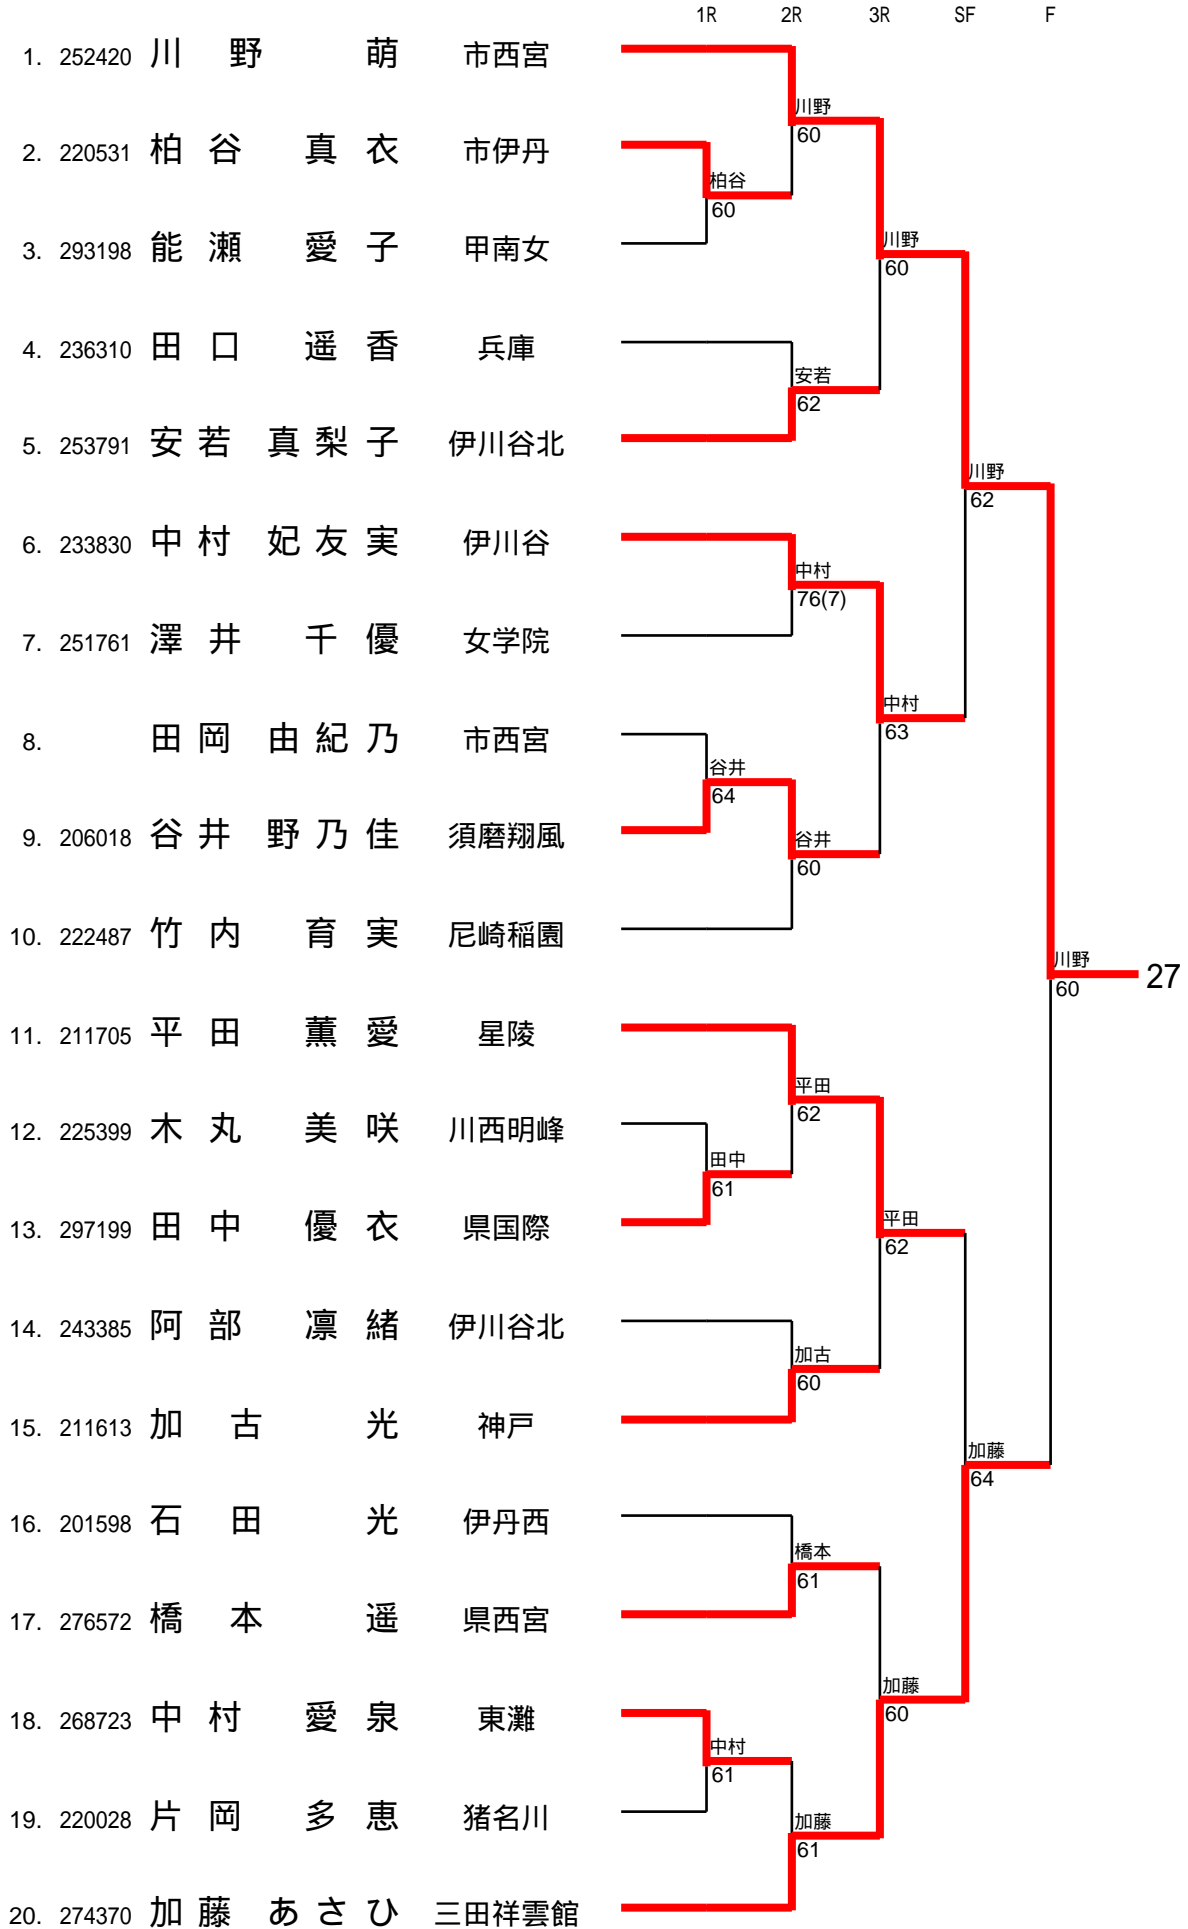 1R 2R 3R SF F
1. 252420 川野 萌 市西宮
川野
60
2. 220531 柏谷 真衣 市伊丹
柏谷
60
3. 293198 能瀬 愛子 甲南女
川野
60
4. 236310 田口 遥香 兵庫
安若
62
5. 253791 安若 真梨子 伊川谷北
川野
62
6. 233830 中村 妃友実 伊川谷
中村
76(7)
7. 251761 澤井 千優 女学院
中村
63
8. 田岡 由紀乃 市西宮
谷井
64
9. 206018 谷井 野乃佳 須磨翔風
谷井
60
10. 222487 竹内 育実 尼崎稲園
川野
60
27
11. 211705 平田 薫愛 星陵
平田
62
12. 225399 木丸 美咲 川西明峰
田中
61
13. 297199 田中 優衣 県国際
平田
62
14. 243385 阿部 凛緒 伊川谷北
加古
60
15. 211613 加古 光 神戸
加藤
64
16. 201598 石田 光 伊丹西
橋本
61
17. 276572 橋本 遥 県西宮
加藤
60
18. 268723 中村 愛泉 東灘
中村
61
19. 220028 片岡 多恵 猪名川
加藤
61
20. 274370 加藤 あさひ 三田祥雲館